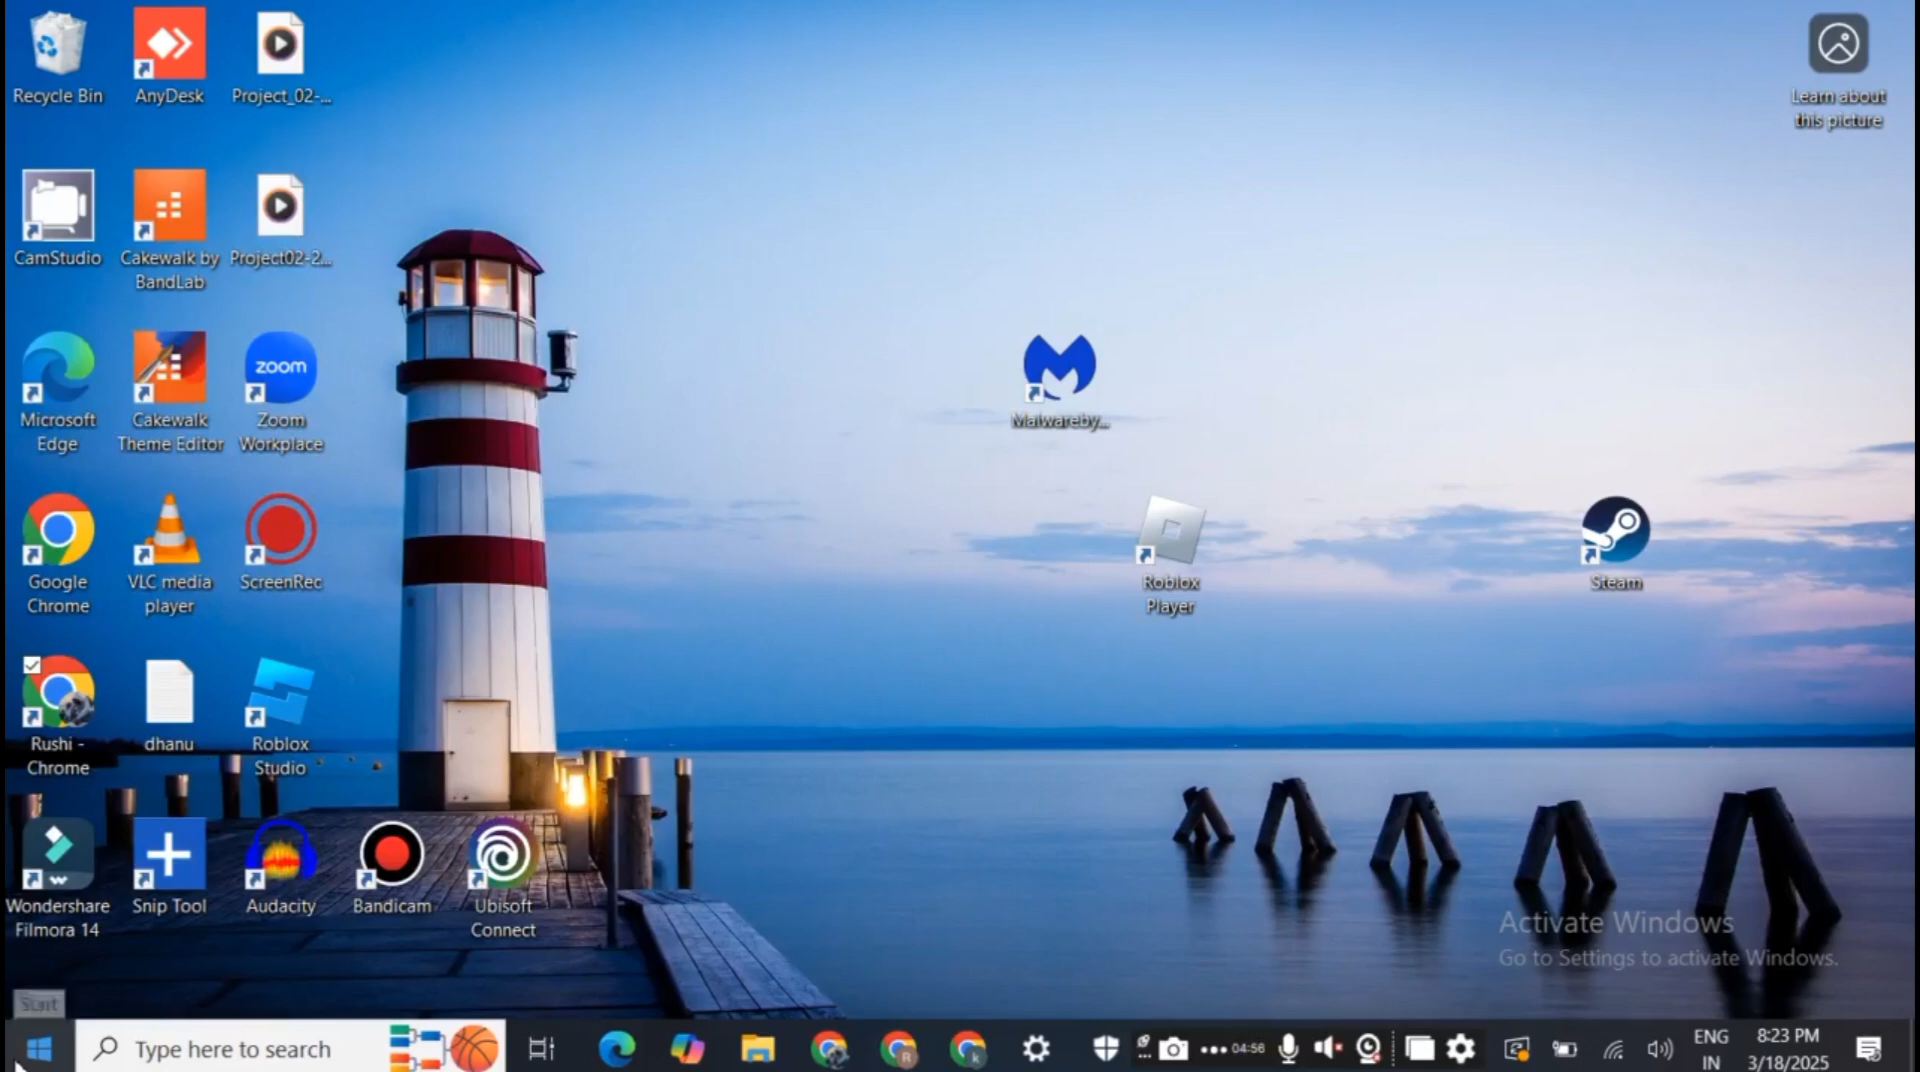 Recycle Bin
AnyDesk
Project_02-...
Learn about
this picture
CamStudio
Cakewalk by
BandLab
Project02-2...
Microsoft
Edge
Cakewalk
Theme Editor
zoom
Zoom
Workplace
Malwareby...
Google
Chrome
VLC media
player
ScreenRec
Roblox
Player
Steam
Rushi -
Chrome
dhanu
Roblox
Studio
Wondershare
Filmora 14
Snip Tool
Audacity
Bandicam
Ubisoft
Connect
Activate Windows
Go to Settings to activate Windows.
Start
Type here to search
R
k
04:56
ENG
IN
8:23 PM
3/18/2025